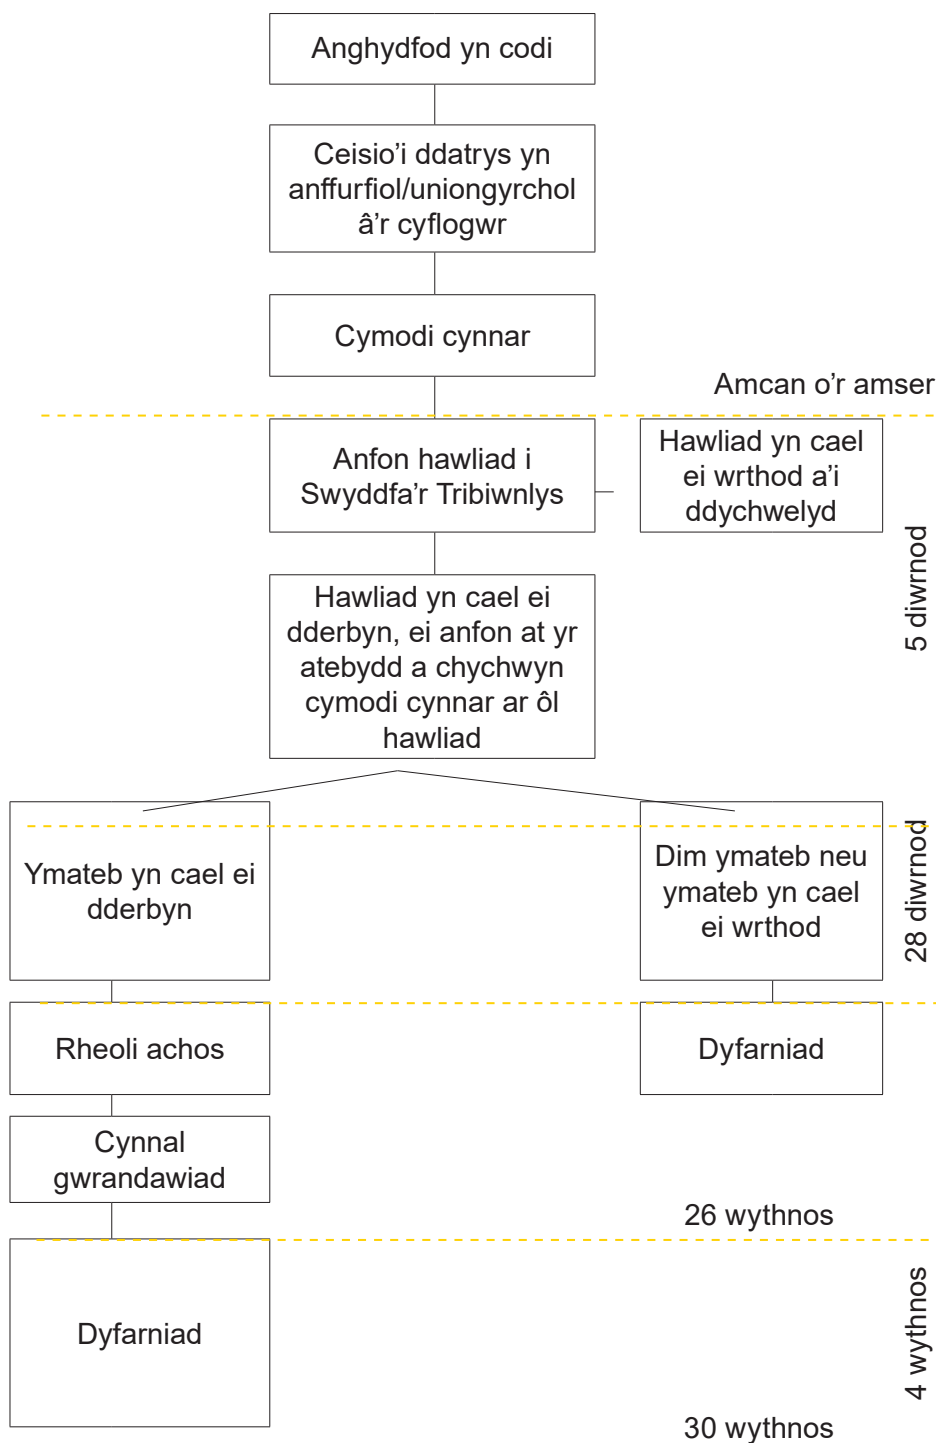 Anghydfod yn codi
Ceisio’i ddatrys yn
anffurfiol/uniongyrchol
â’r cyflogwr
Cymodi cynnar
Amcan o’r amser
Anfon hawliad i
Swyddfa’r Tribiwnlys
Hawliad yn cael
ei wrthod a’i
ddychwelyd
5 diwrnod
Hawliad yn cael ei
dderbyn, ei anfon at yr
atebydd a chychwyn
cymodi cynnar ar ôl
hawliad
Ymateb yn cael ei
dderbyn
Dim ymateb neu
ymateb yn cael
ei wrthod
28 diwrnod
Rheoli achos
Dyfarniad
Cynnal
gwrandawiad
26 wythnos
Dyfarniad
4 wythnos
30 wythnos